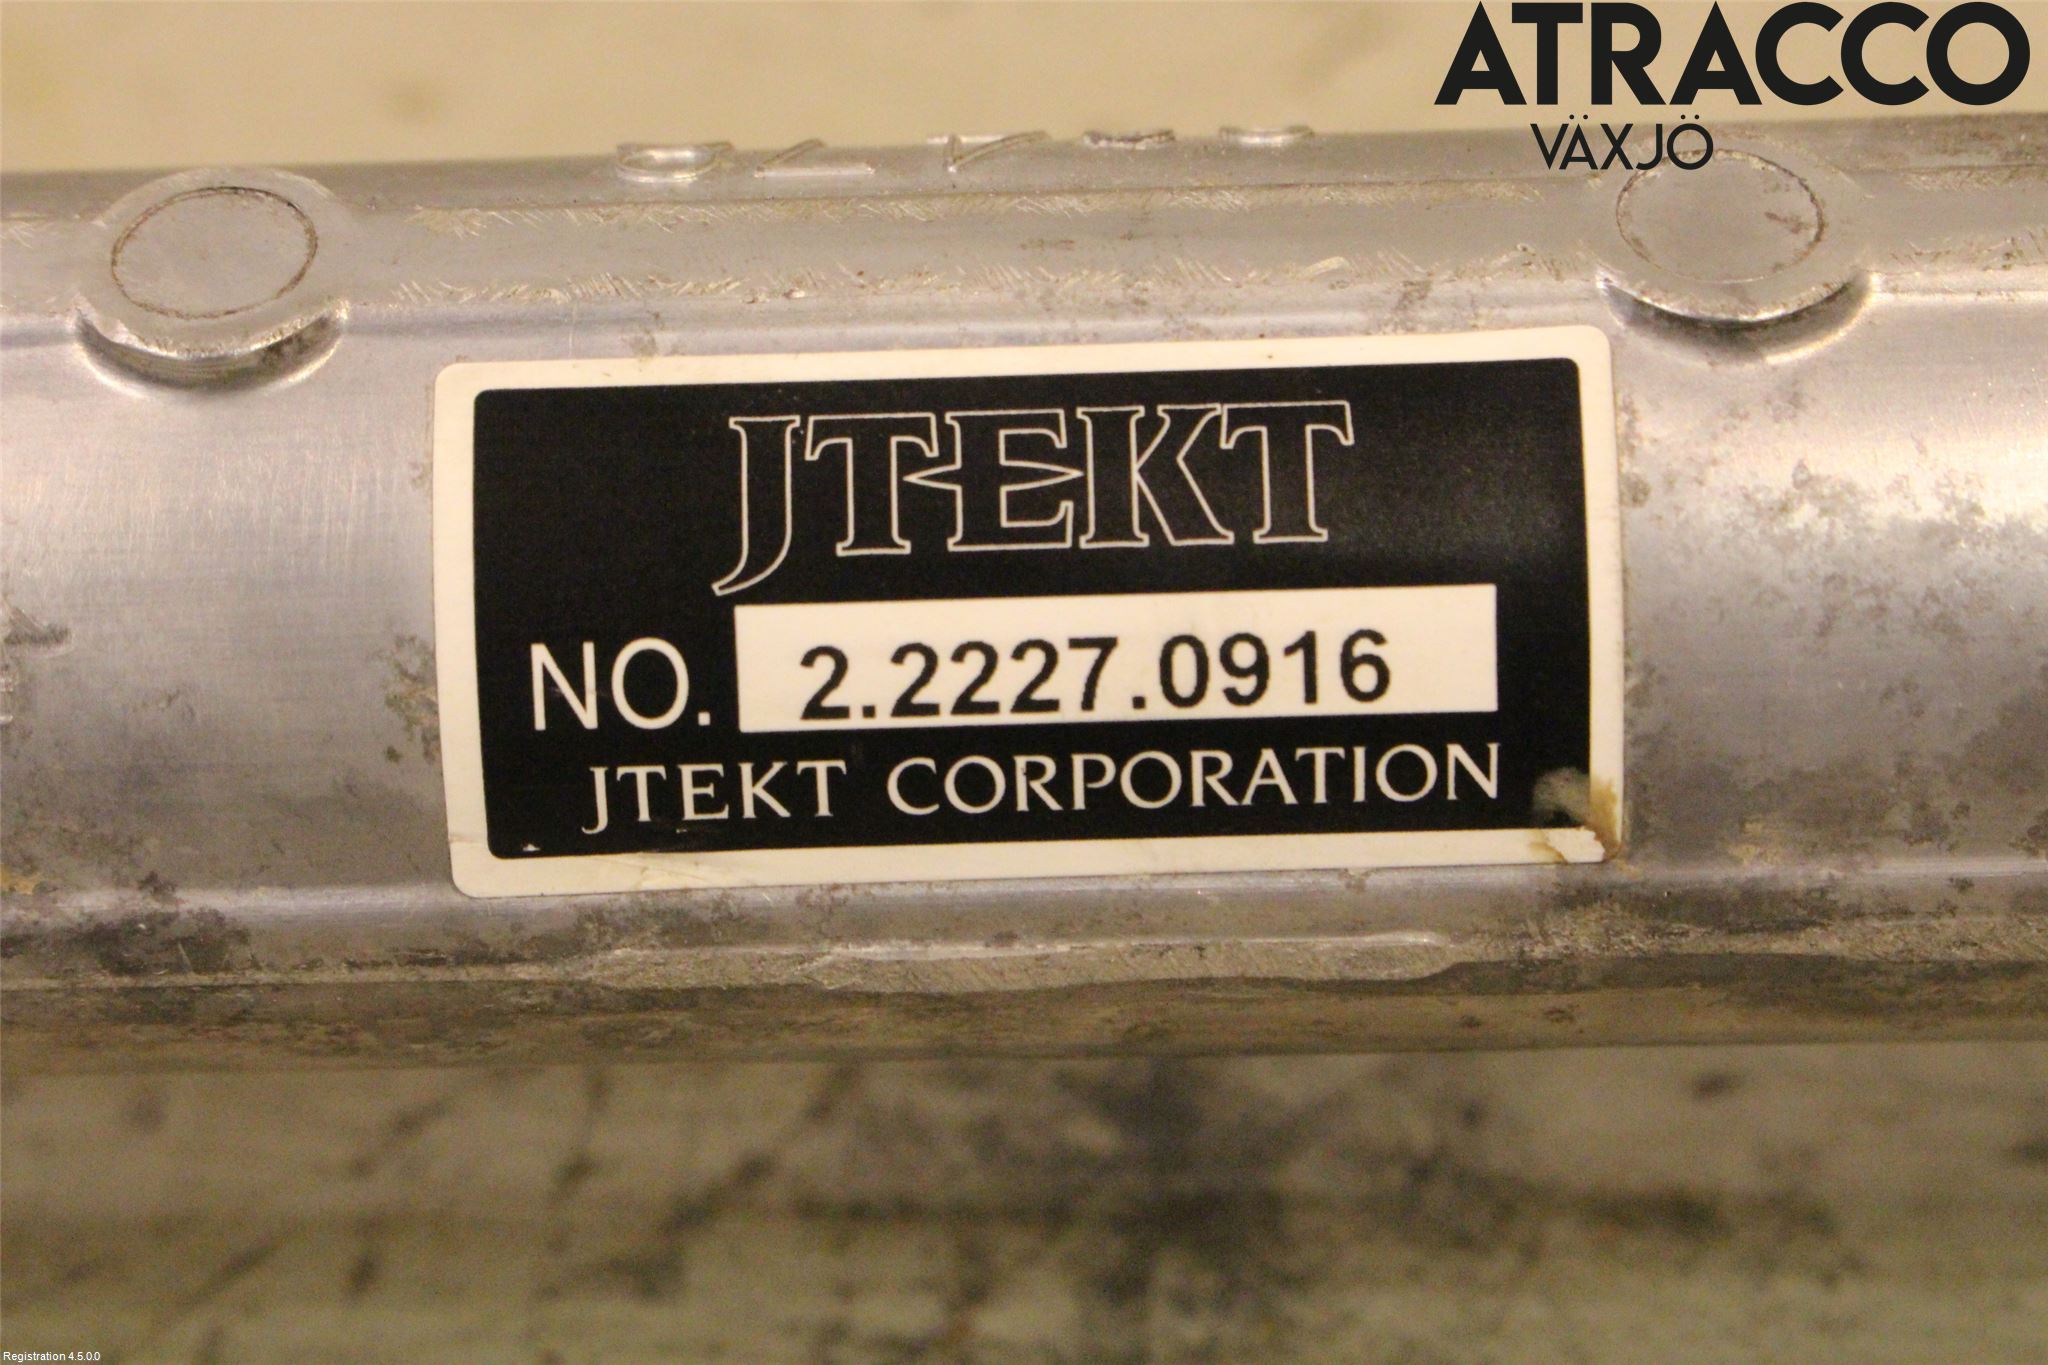 ATRACCO
VÄXJÖ
JTEKT
NO. 2.2227.0916
JTEKT CORPORATION
Registration 4.5.0.0